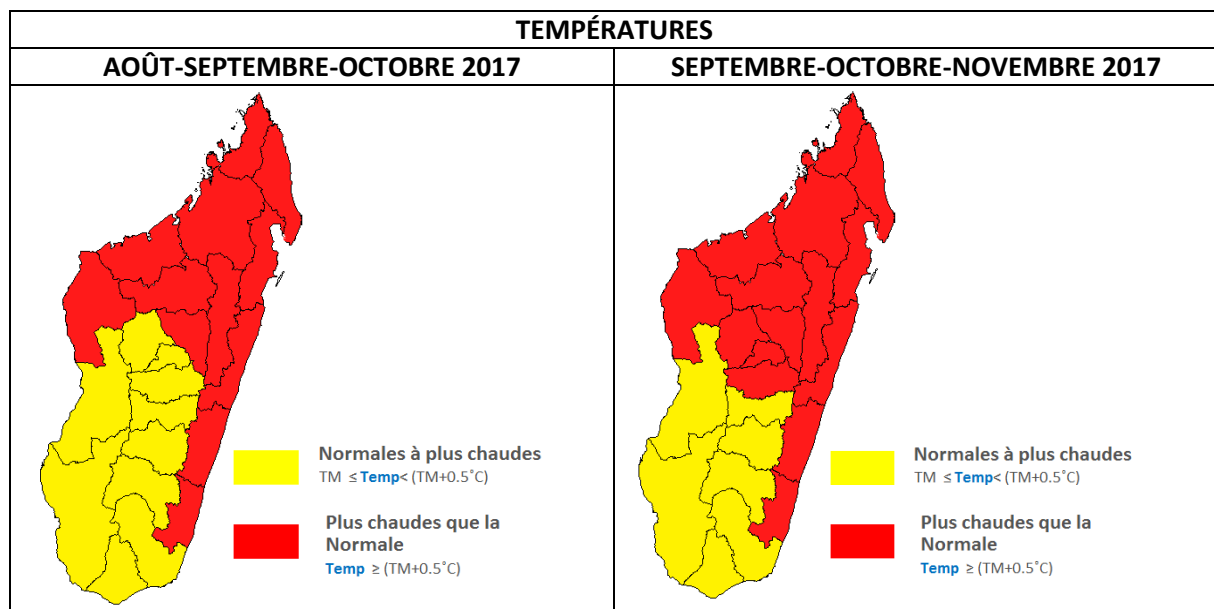 TEMPÉRATURES
AOÛT-SEPTEMBRE-OCTOBRE 2017
SEPTEMBRE-OCTOBRE-NOVEMBRE 2017
Normales à plus chaudes
TM ≤ Temp< (TM+0.5˚C)
Plus chaudes que la
Normale
Temp ≥ (TM+0.5˚C)
Normales à plus chaudes
TM ≤ Temp< (TM+0.5˚C)
Plus chaudes que la
Normale
Temp ≥ (TM+0.5˚C)